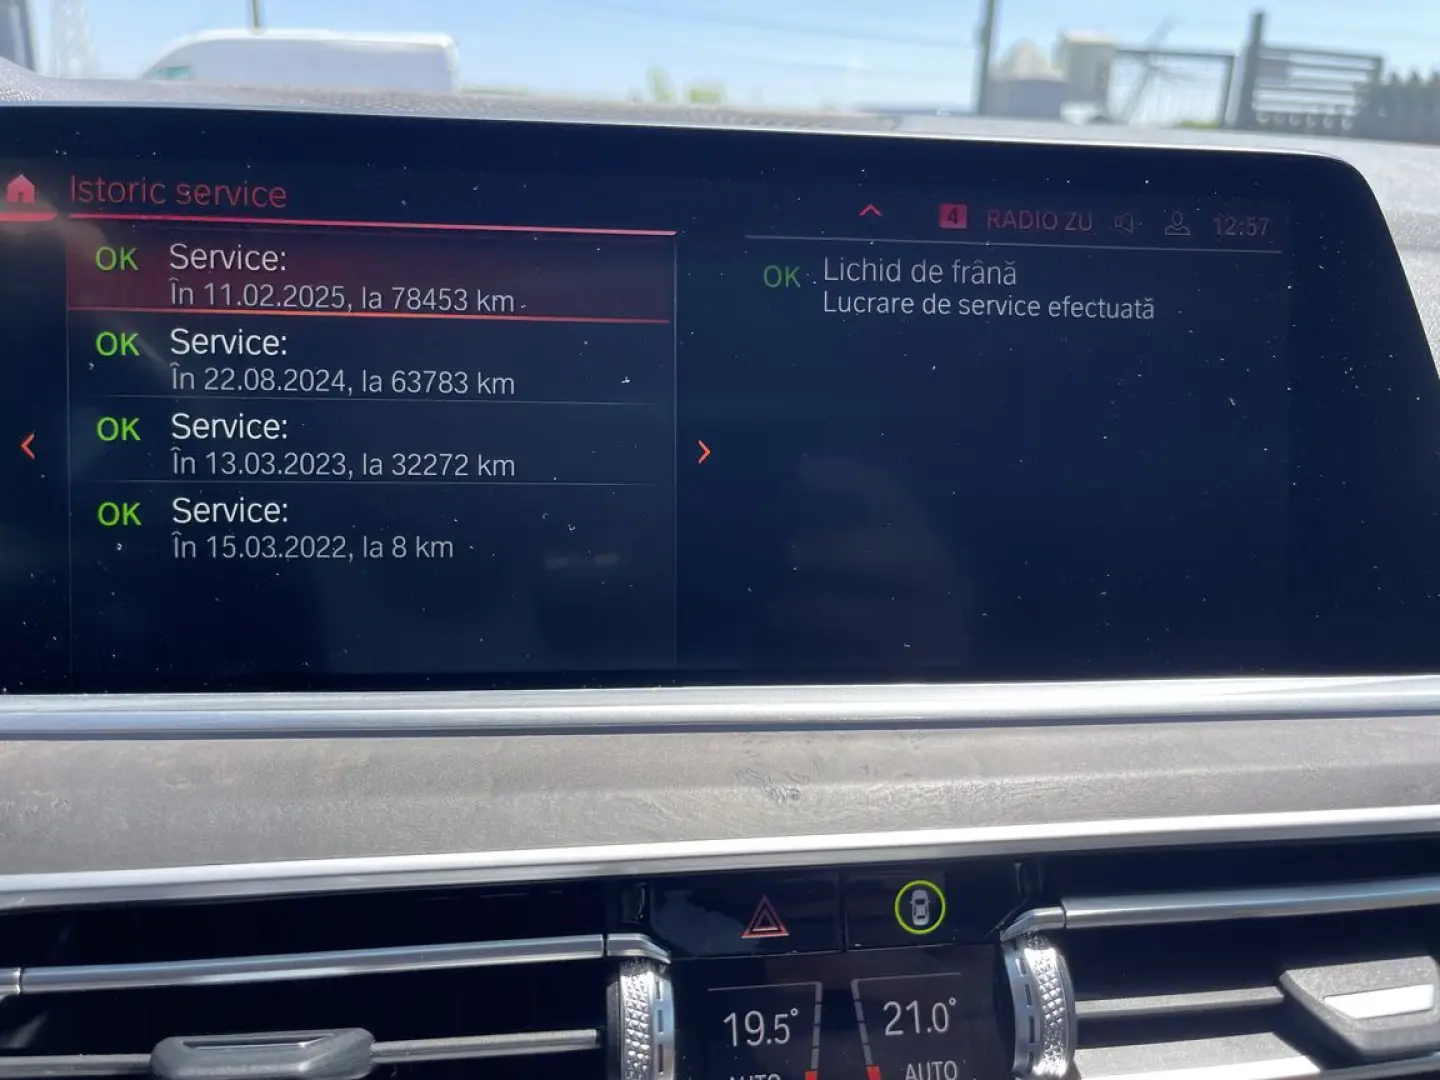 Istoric service
4 RADIO ZU 12:57
OK Service:
În 11.02.2025, la 78453 km
OK Service:
În 22.08.2024, la 63783 km
OK Service:
În 13.03.2023, la 32272 km
OK Service:
În 15.03.2022, la 8 km
OK Lichid de frână
Lucrare de service efectuată
19.5° 21.0°
AUTO AUTO